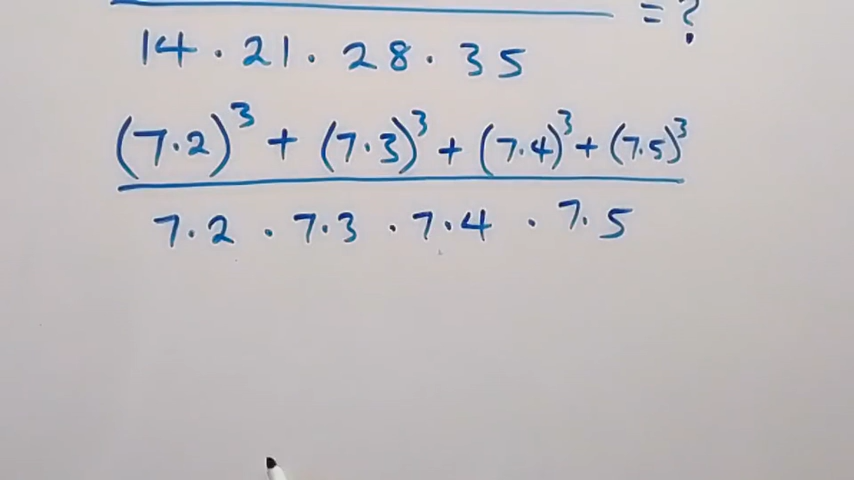 = ?
14 · 21 · 28 · 35
(7·2)³ + (7·3)³ + (7·4)³ + (7·5)³
7·2 · 7·3 · 7·4 · 7·5